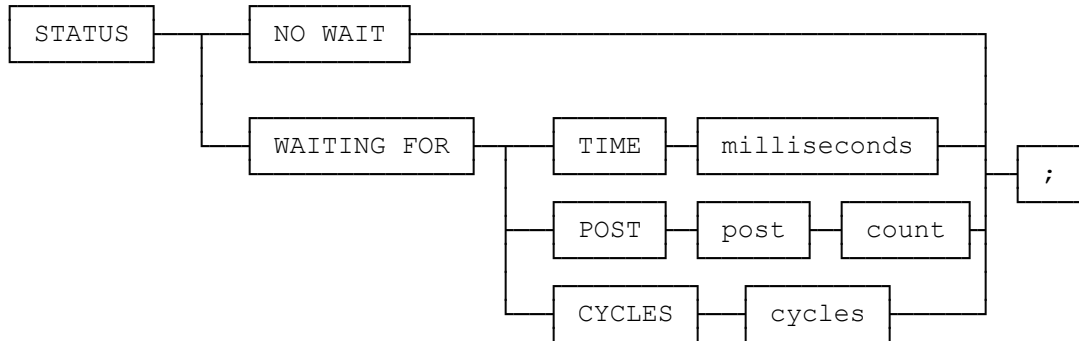 STATUS NO WAIT
WAITING FOR TIME milliseconds ;
POST post count
CYCLES cycles